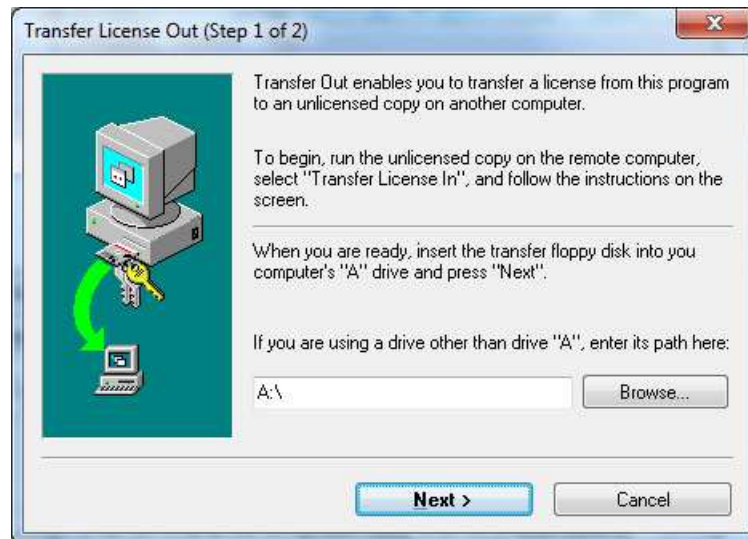 Transfer License Out (Step 1 of 2)
Transfer Out enables you to transfer a license from this program
to an unlicensed copy on another computer.
To begin, run the unlicensed copy on the remote computer,
select "Transfer License In", and follow the instructions on the
screen.
When you are ready, insert the transfer floppy disk into you
computer's "A" drive and press "Next".
If you are using a drive other than drive "A", enter its path here:
A:\
Browse...
Next >
Cancel